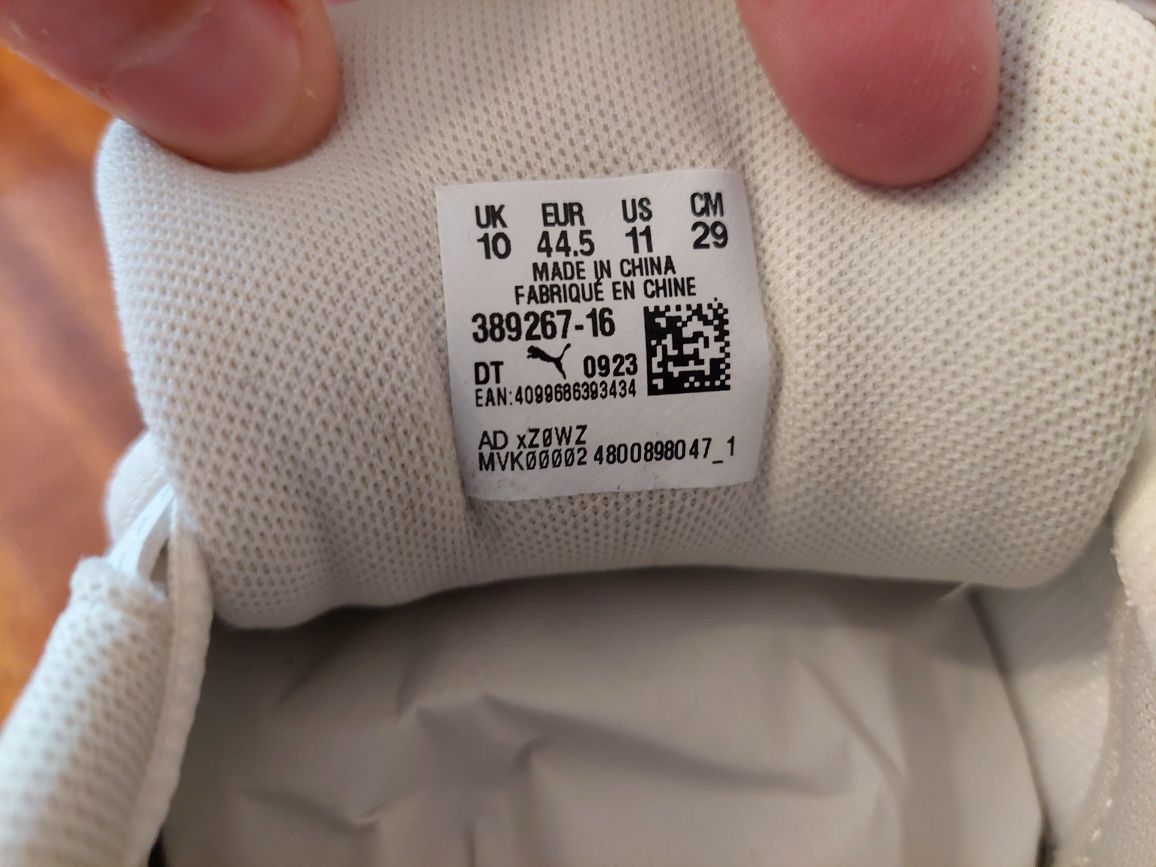 UK EUR US CM
10 44.5 11 29
MADE IN CHINA
FABRIQUÉ EN CHINE
389267-16
DT 0923
EAN:4099686393434
AD xZ0WZ
MVK00002 4800898047_1